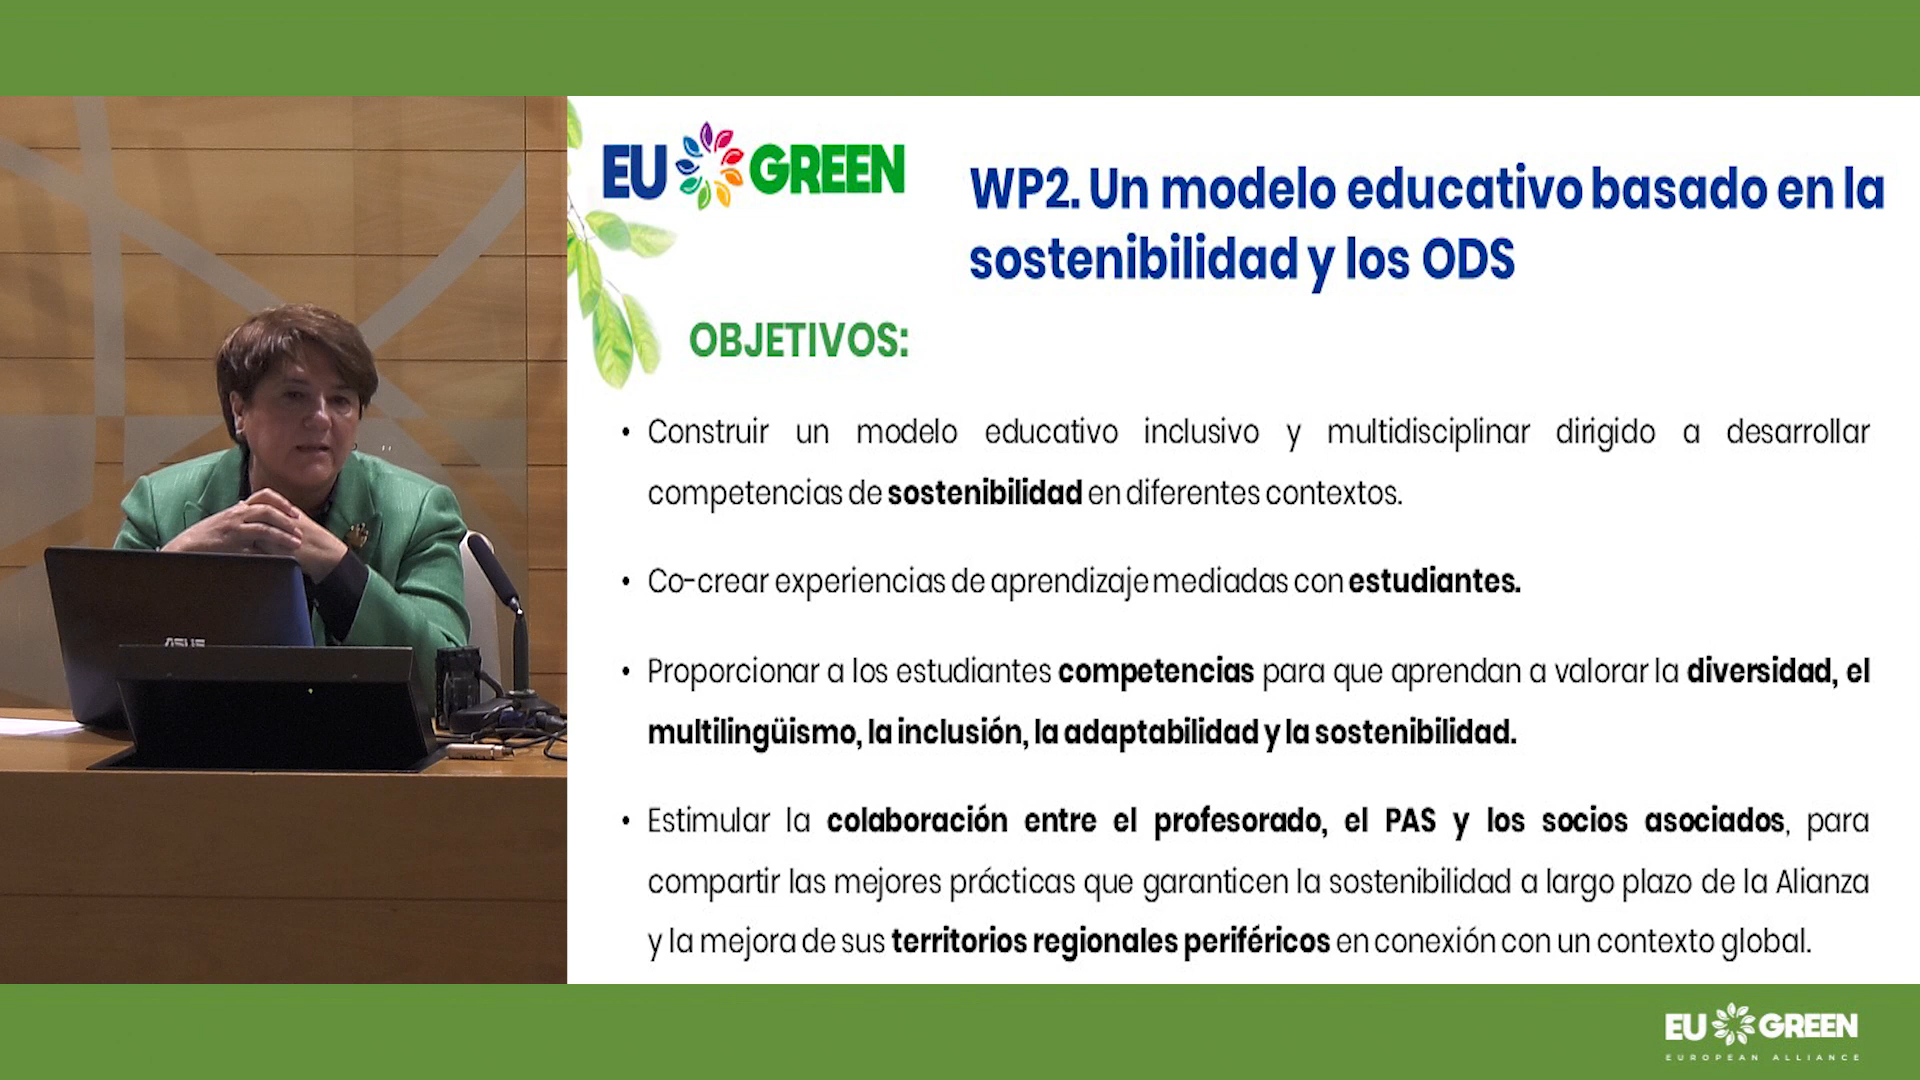 EU GREEN
WP2. Un modelo educativo basado en la
sostenibilidad y los ODS
OBJETIVOS:
• Construir un modelo educativo inclusivo y multidisciplinar dirigido a desarrollar
competencias de sostenibilidad en diferentes contextos.
• Co-crear experiencias de aprendizaje mediadas con estudiantes.
• Proporcionar a los estudiantes competencias para que aprendan a valorar la diversidad, el
multilingüismo, la inclusión, la adaptabilidad y la sostenibilidad.
• Estimular la colaboración entre el profesorado, el PAS y los socios asociados, para
compartir las mejores prácticas que garanticen la sostenibilidad a largo plazo de la Alianza
y la mejora de sus territorios regionales periféricos en conexión con un contexto global.
ASUS
EU GREEN
EUROPEAN ALLIANCE